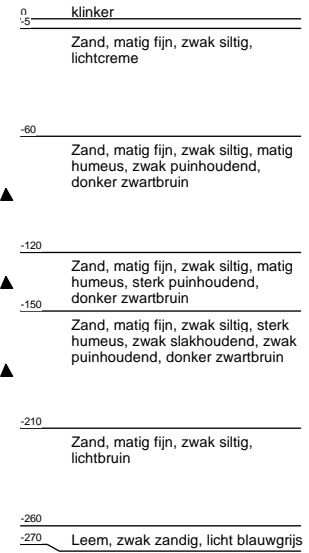 0
klinker
-5
Zand, matig fijn, zwak siltig,
lichtcreme
-60
Zand, matig fijn, zwak siltig, matig
humeus, zwak puinhoudend,
donker zwartbruin
-120
Zand, matig fijn, zwak siltig, matig
humeus, sterk puinhoudend,
donker zwartbruin
-150
Zand, matig fijn, zwak siltig, sterk
humeus, zwak slakhoudend, zwak
puinhoudend, donker zwartbruin
-210
Zand, matig fijn, zwak siltig,
lichtbruin
-260
-270
Leem, zwak zandig, licht blauwgrijs